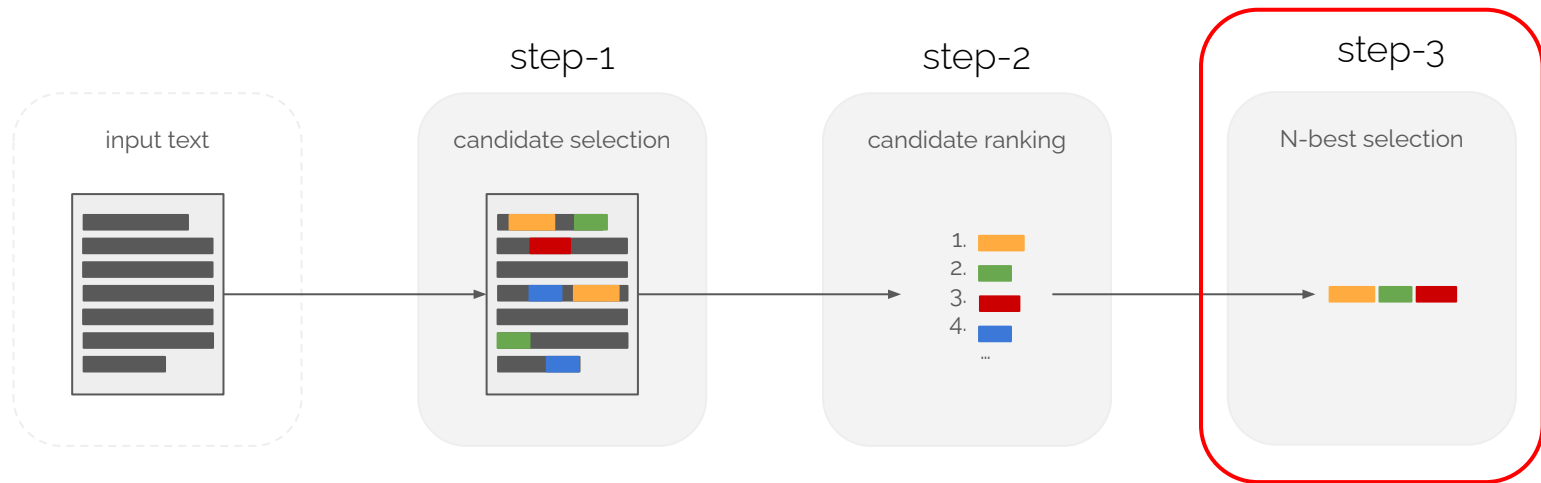 input text
step-1
candidate selection
step-2
candidate ranking
1.
2.
3.
4.
...
step-3
N-best selection